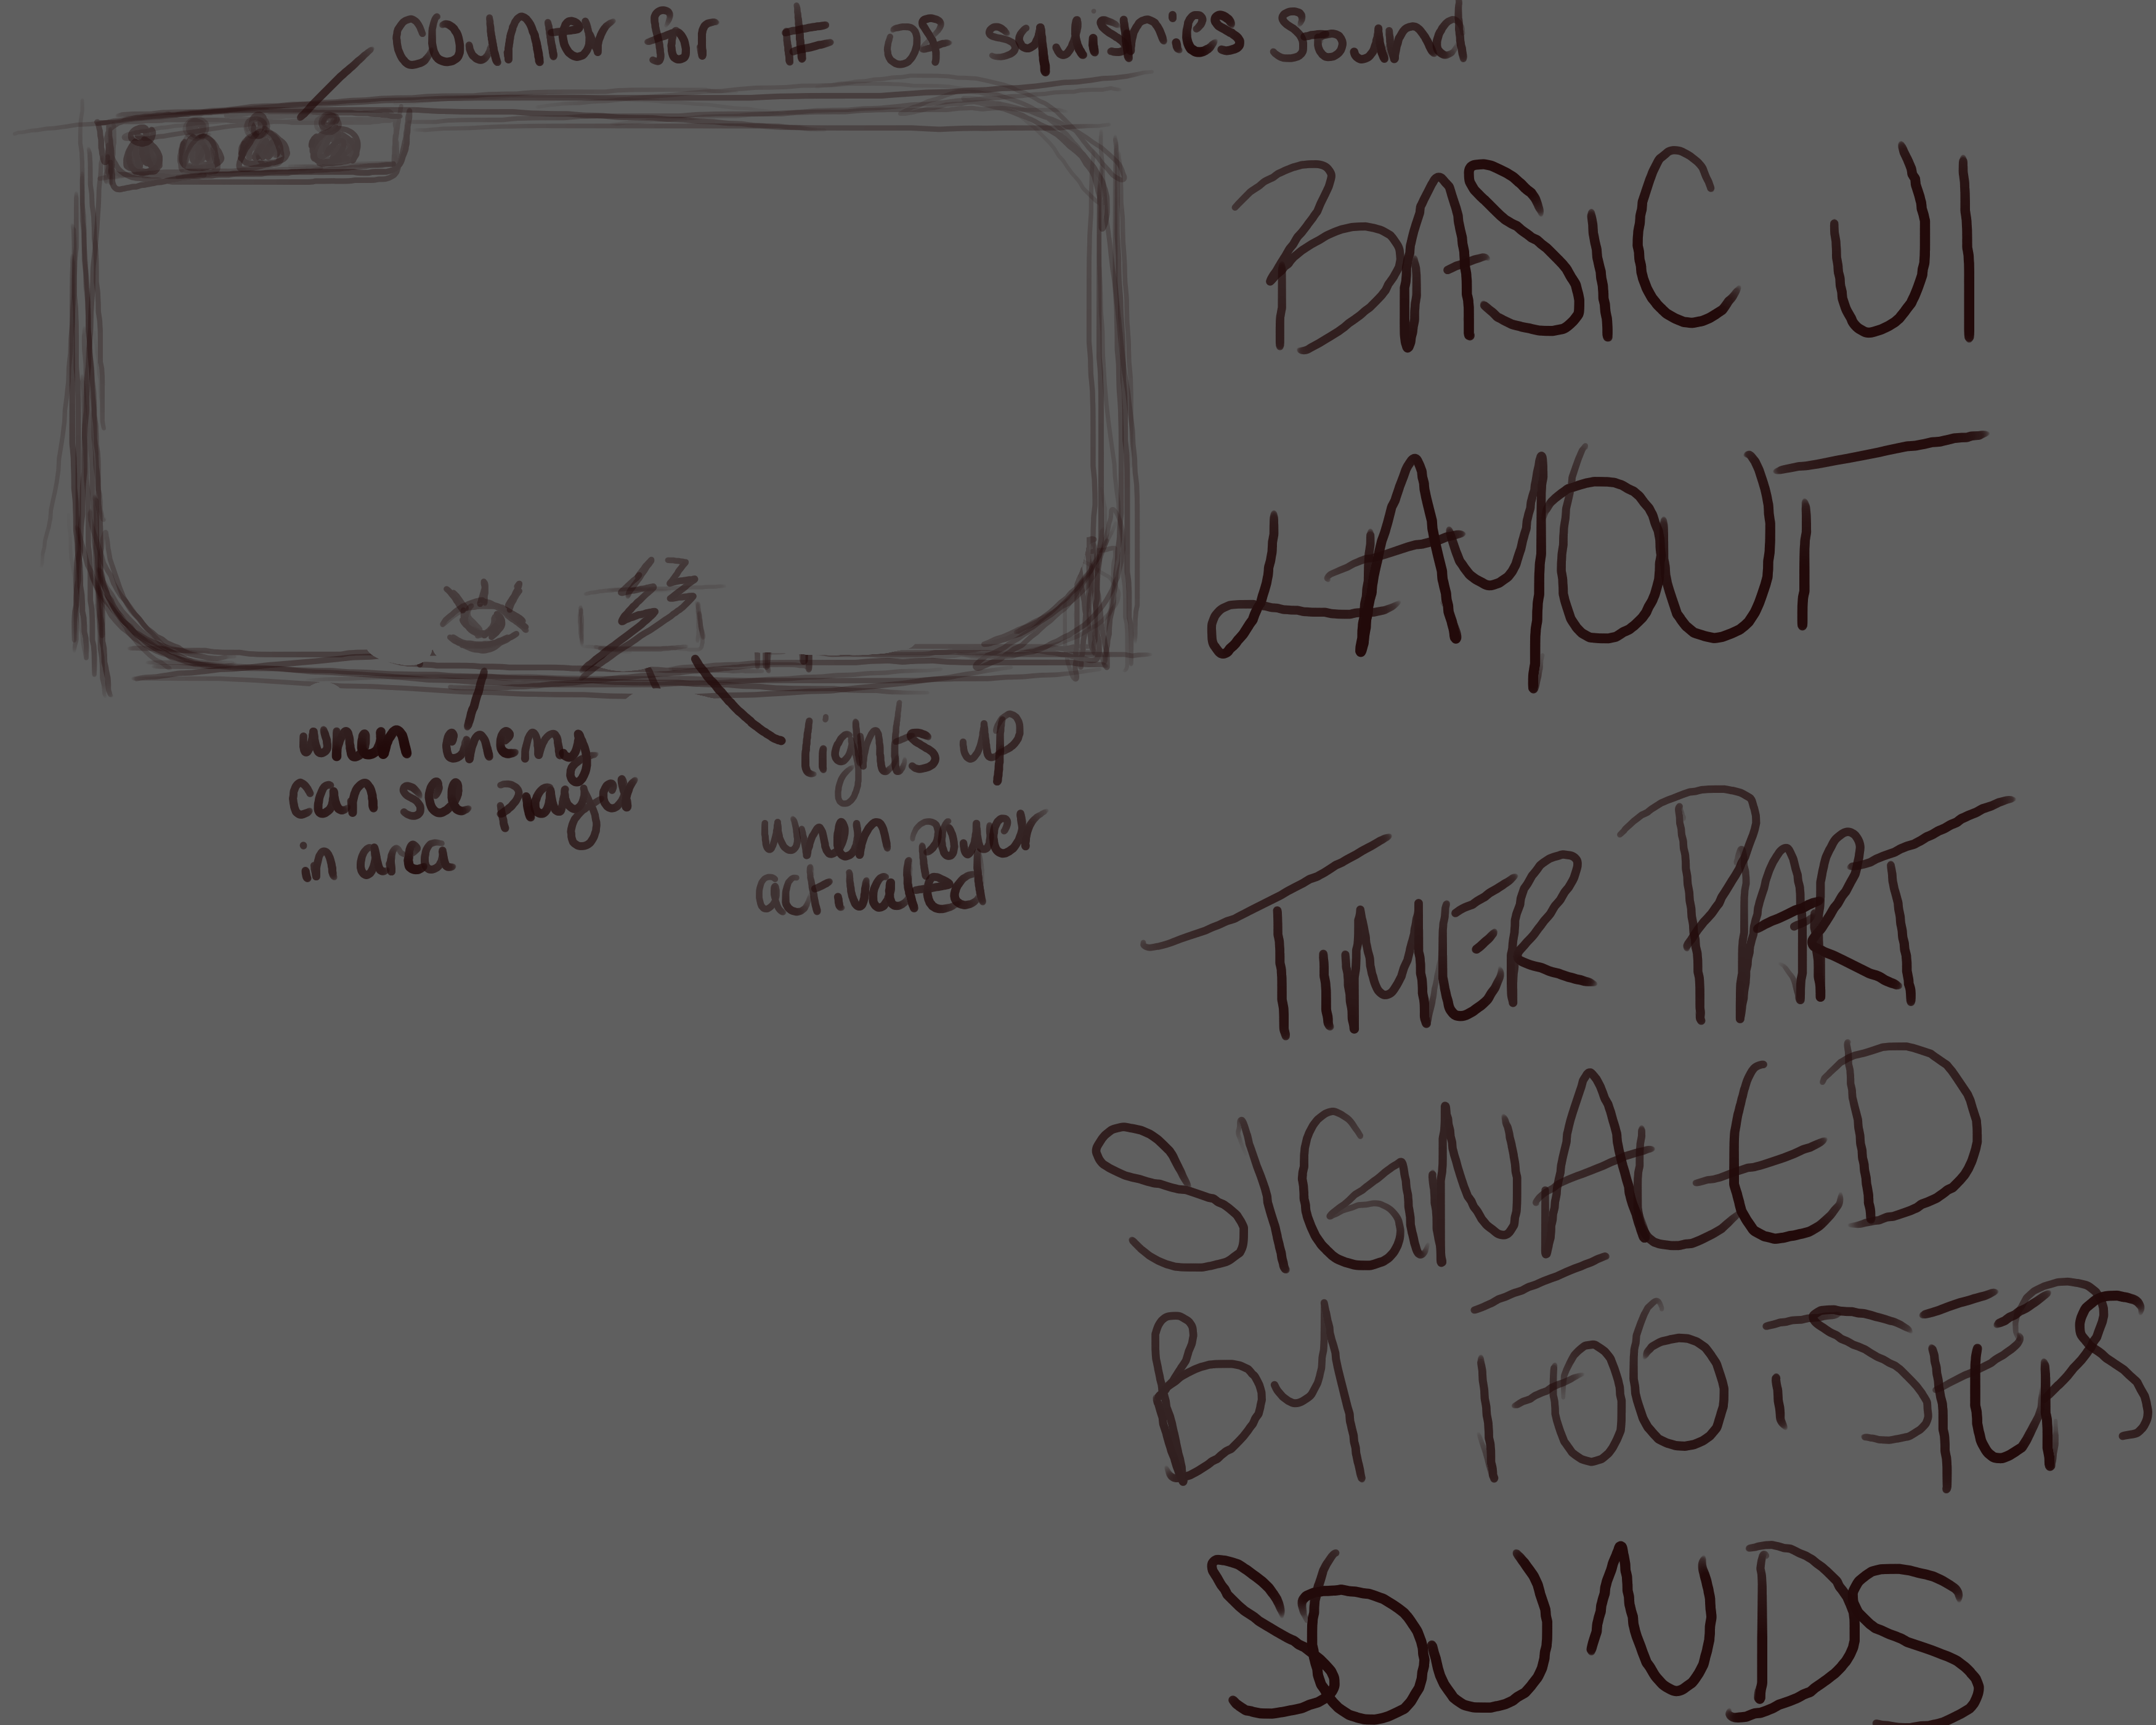 counter for # of squishies found
BASIC UI
LAYOUT
when enemy
can see player
in area
lights up
when power
activated
TIMER PART
SIGNALED
BY
SOUNDS